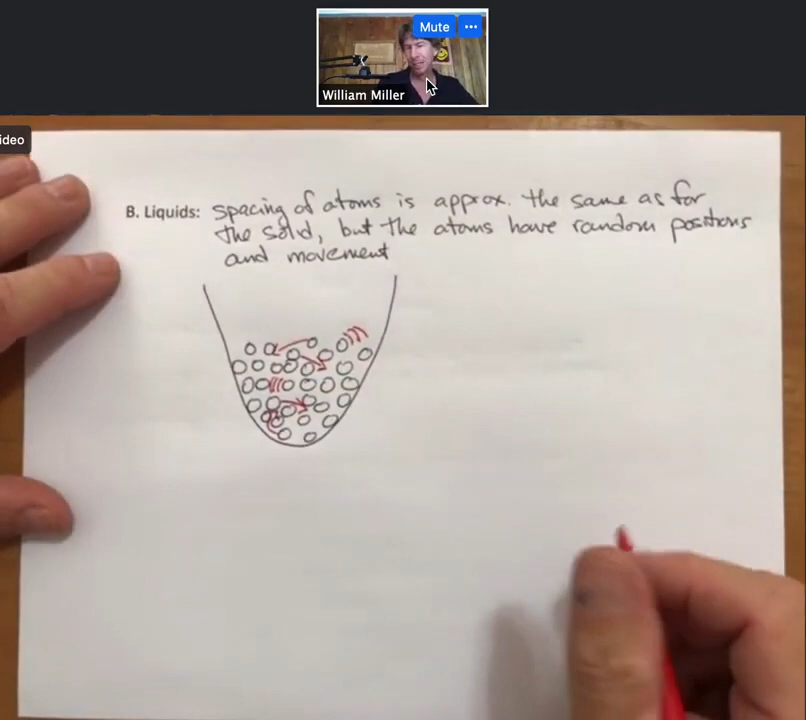 Mute
William Miller
ideo
B. Liquids: spacing of atoms is approx. the same as for
the solid, but the atoms have random positions
and movement